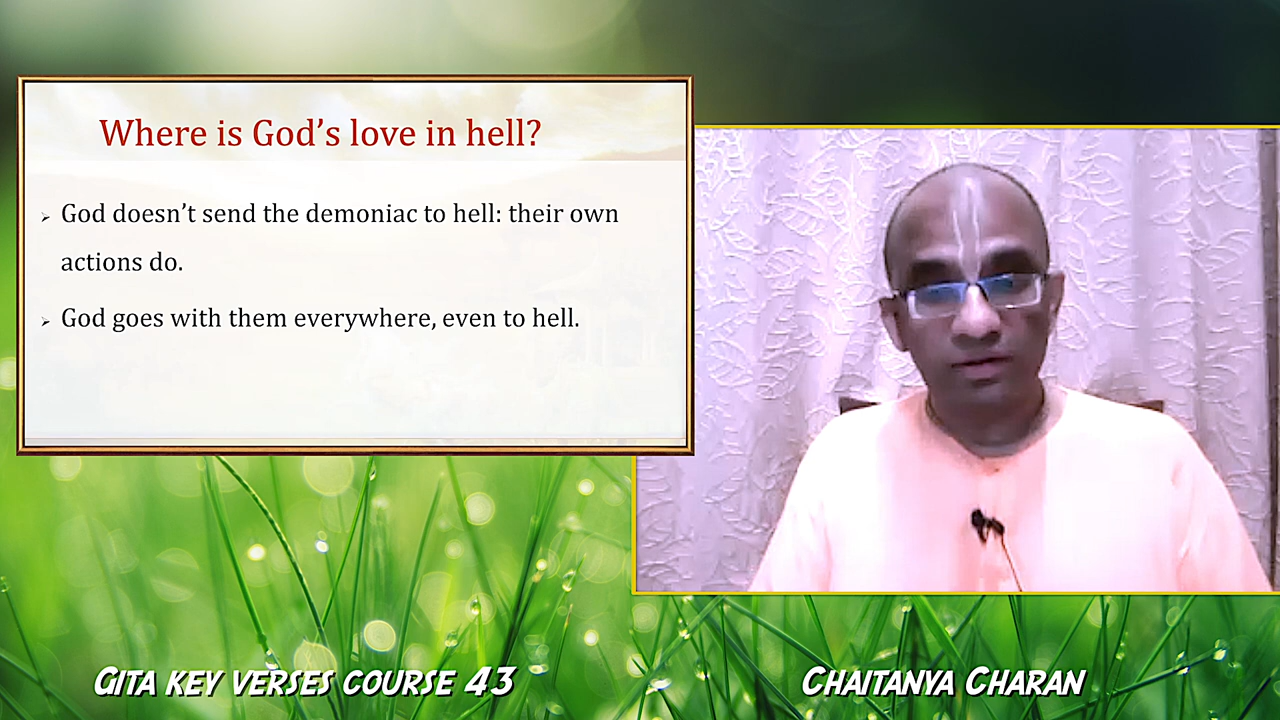 Where is God’s love in hell?
➢ God doesn’t send the demoniac to hell: their own
actions do.
➢ God goes with them everywhere, even to hell.
Gita key verses course 43
Chaitanya Charan